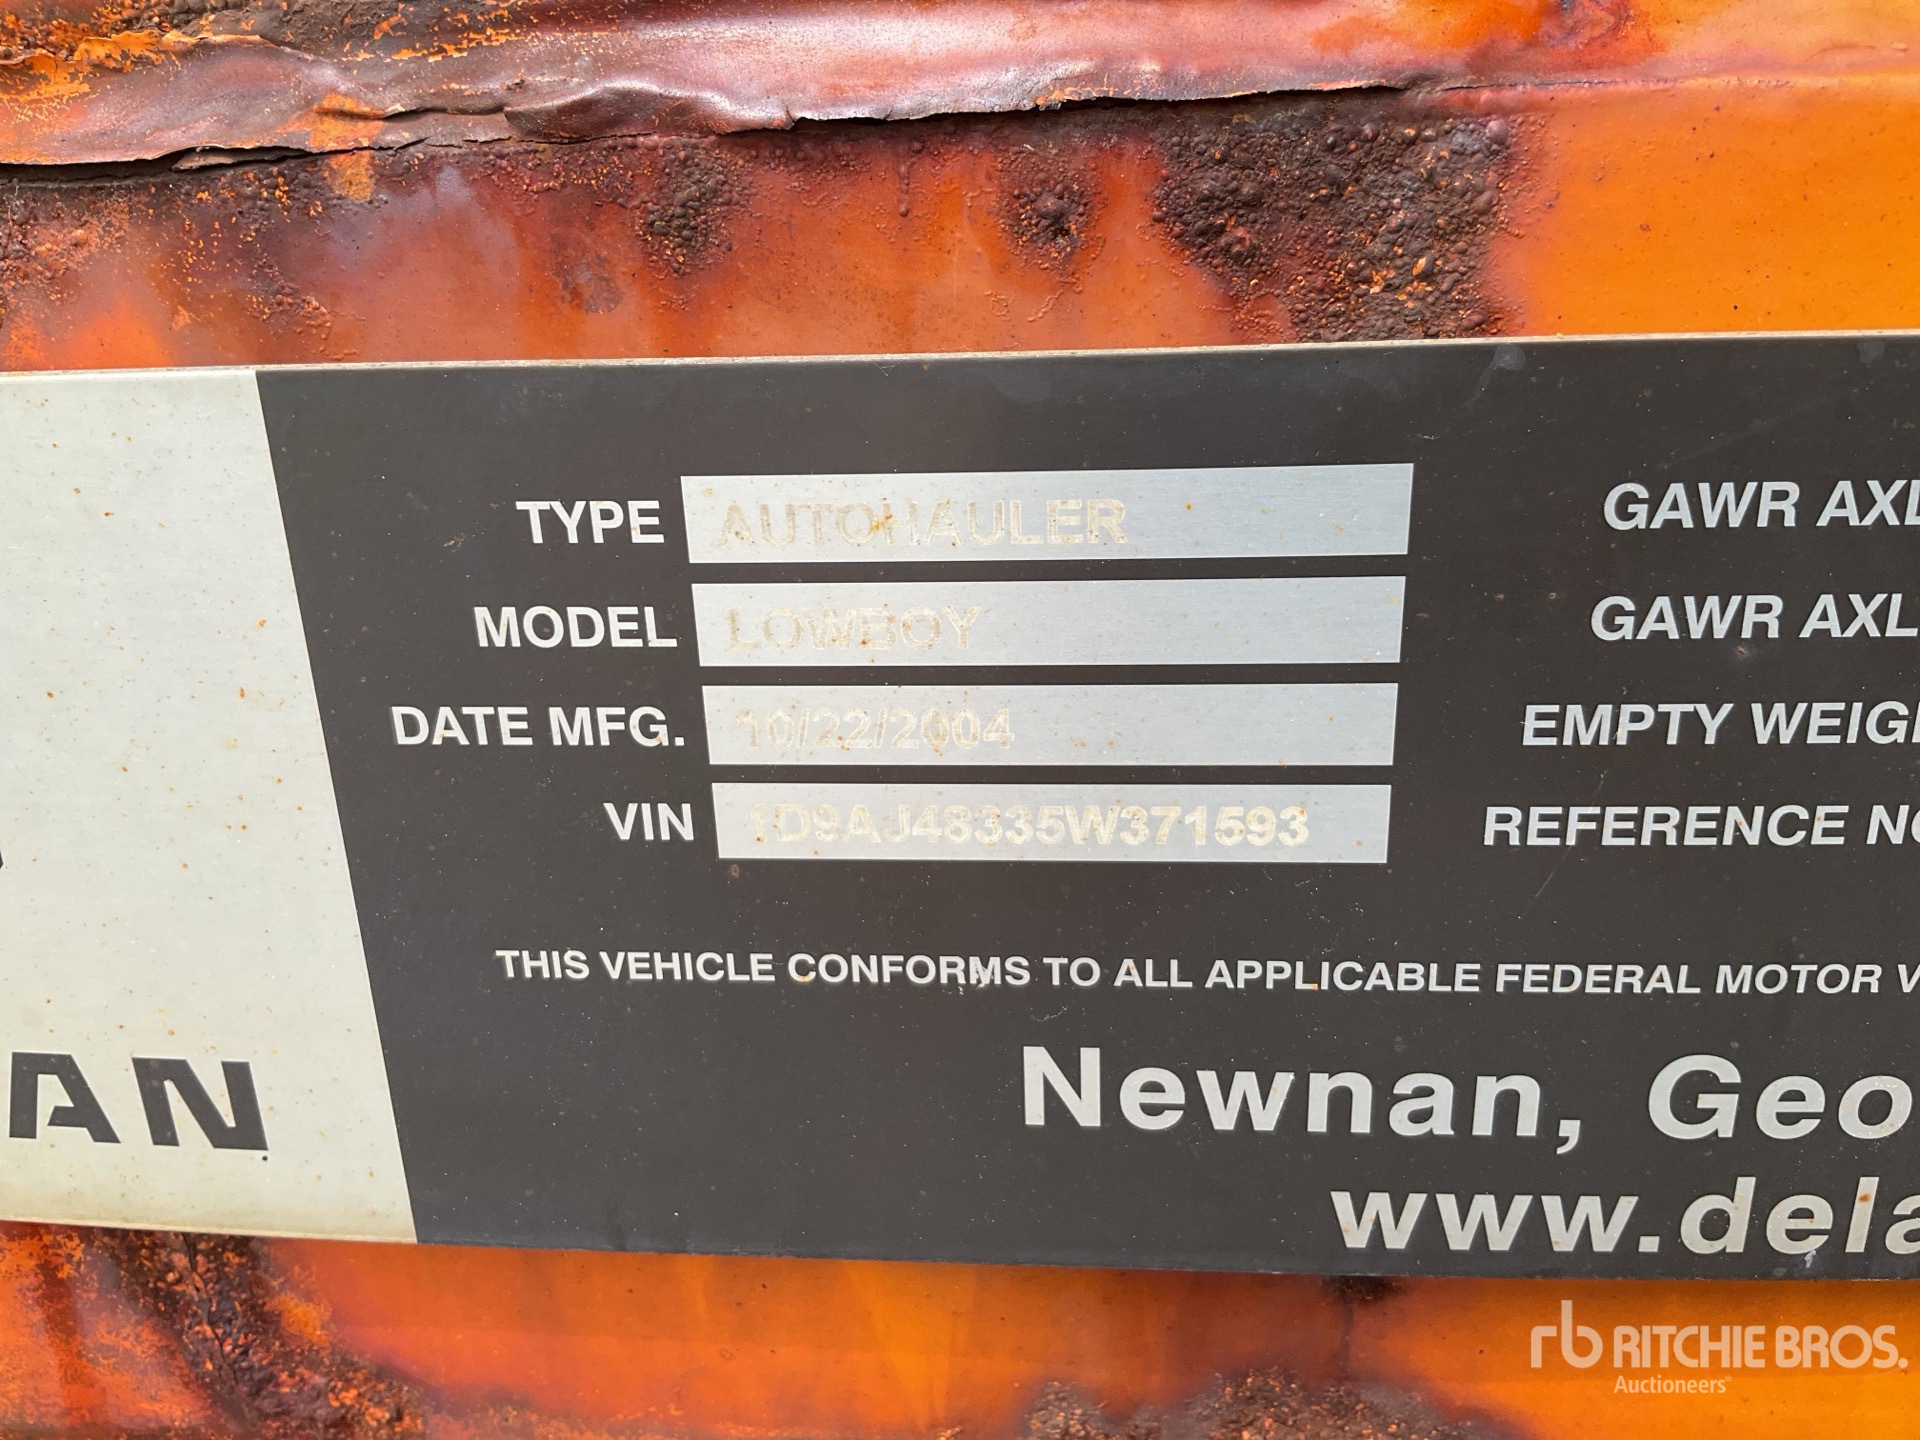 TYPE AUTOHAULER
MODEL LOWBOY
DATE MFG. 10/22/2004
VIN 1D9AJ48335W371593
GAWR AXL
GAWR AXL
EMPTY WEIG
REFERENCE NO
THIS VEHICLE CONFORMS TO ALL APPLICABLE FEDERAL MOTOR V
AN
Newnan, Geo
www.dela
rb RITCHIE BROS.
Auctioneers